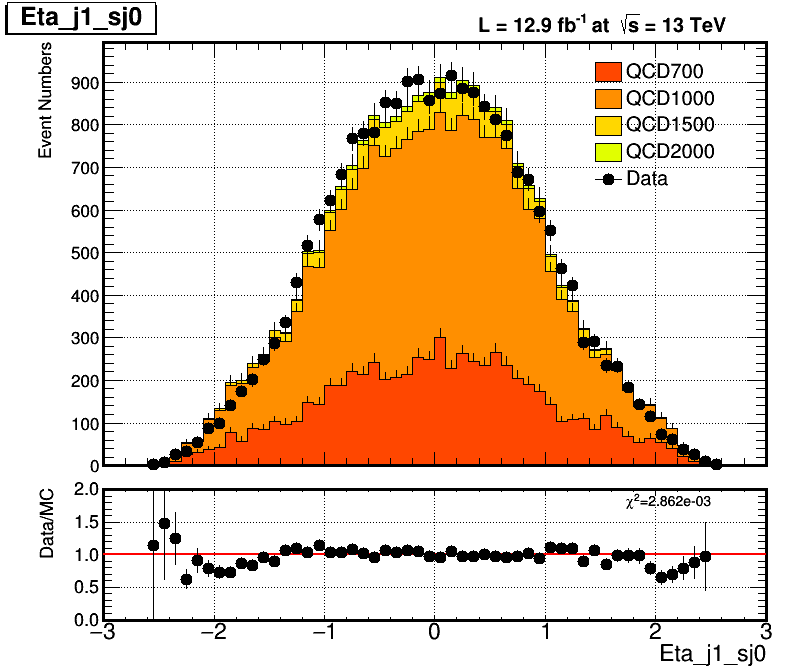 Eta_j1_sj0
L = 12.9 fb⁻¹ at √s = 13 TeV
Event Numbers
900
800
700
600
500
400
300
200
100
0
QCD700
QCD1000
QCD1500
QCD2000
Data
Data/MC
2.0
1.5
1.0
0.5
0.0
χ²=2.862e-03
−3 −2 −1 0 1 2 3
Eta_j1_sj0